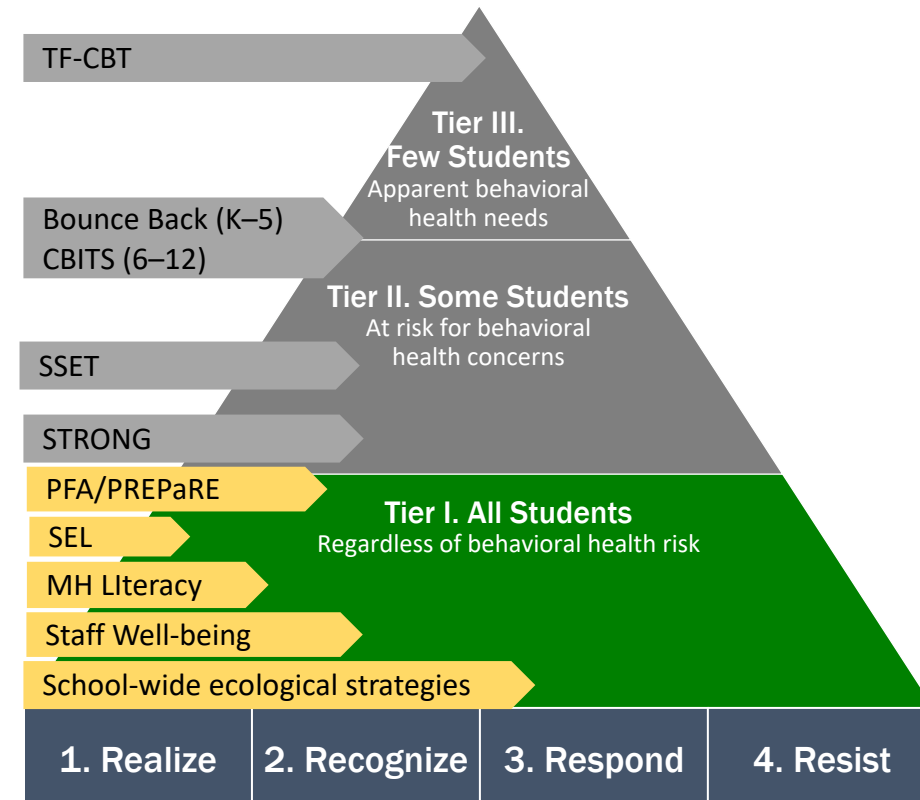 TF-CBT
Tier III.
Few Students
Apparent behavioral
health needs
Bounce Back (K–5)
CBITS (6–12)
Tier II. Some Students
At risk for behavioral
health concerns
SSET
STRONG
PFA/PREPaRE
Tier I. All Students
Regardless of behavioral health risk
SEL
MH LIteracy
Staff Well-being
School-wide ecological strategies
1. Realize
2. Recognize
3. Respond
4. Resist